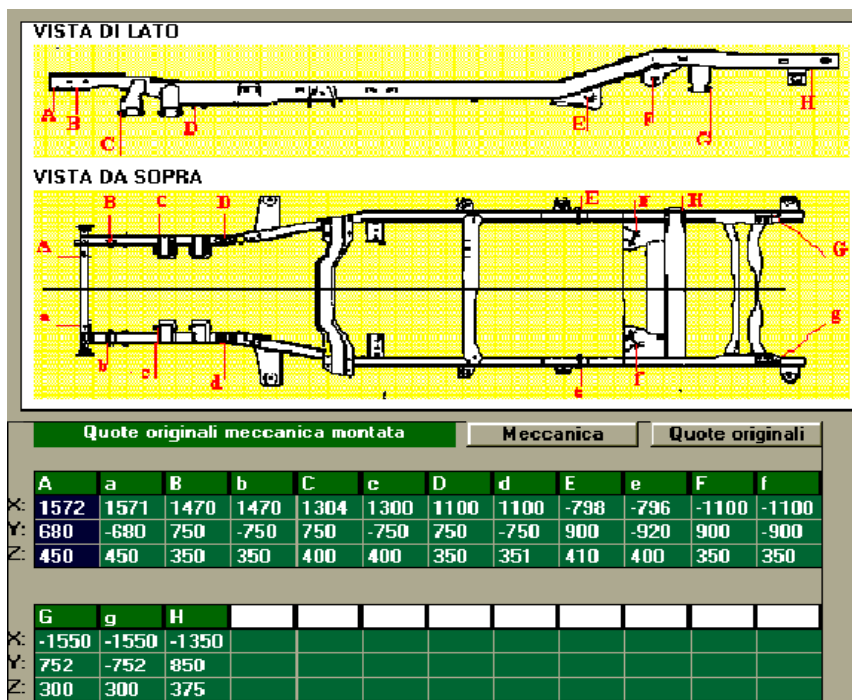 VISTA DI LATO
A B C D E F G H
VISTA DA SOPRA
B C D E F H
A G
a g
b c d e f
Quote originali meccanica montata Meccanica Quote originali
A a B b C c D d E e F f
X: 1572 1571 1470 1470 1304 1300 1100 1100 -798 -796 -1100 -1100
Y: 680 -680 750 -750 750 -750 750 -750 900 -920 900 -900
Z: 450 450 350 350 400 400 350 351 410 400 350 350
G g H
X: -1550 -1550 -1350
Y: 752 -752 850
Z: 300 300 375